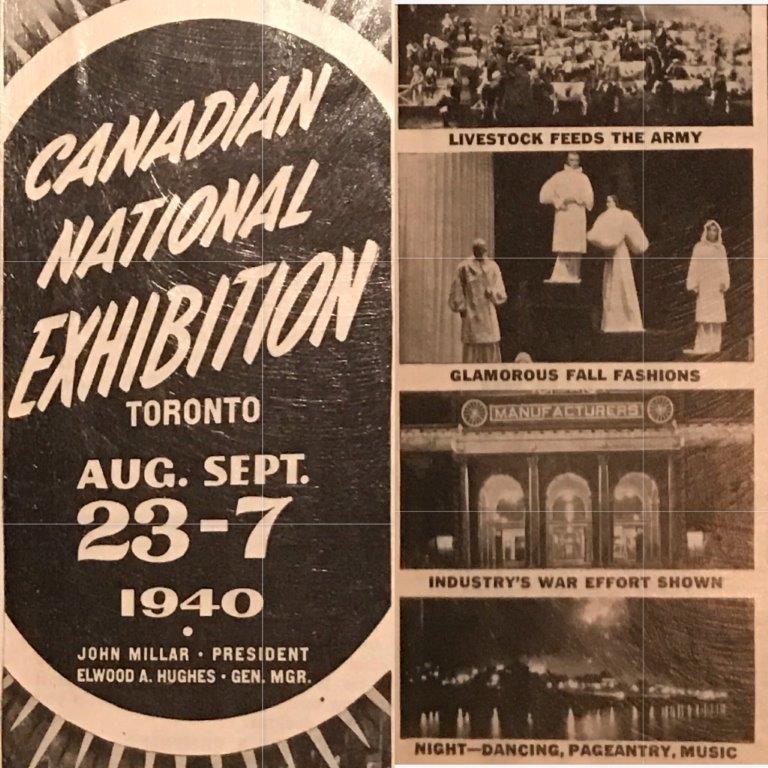 CANADIAN
NATIONAL
EXHIBITION
TORONTO
AUG. SEPT.
23-7
1940
•
JOHN MILLAR • PRESIDENT
ELWOOD A. HUGHES • GEN. MGR.
LIVESTOCK FEEDS THE ARMY
GLAMOROUS FALL FASHIONS
MANUFACTURERS
INDUSTRY'S WAR EFFORT SHOWN
NIGHT—DANCING, PAGEANTRY, MUSIC